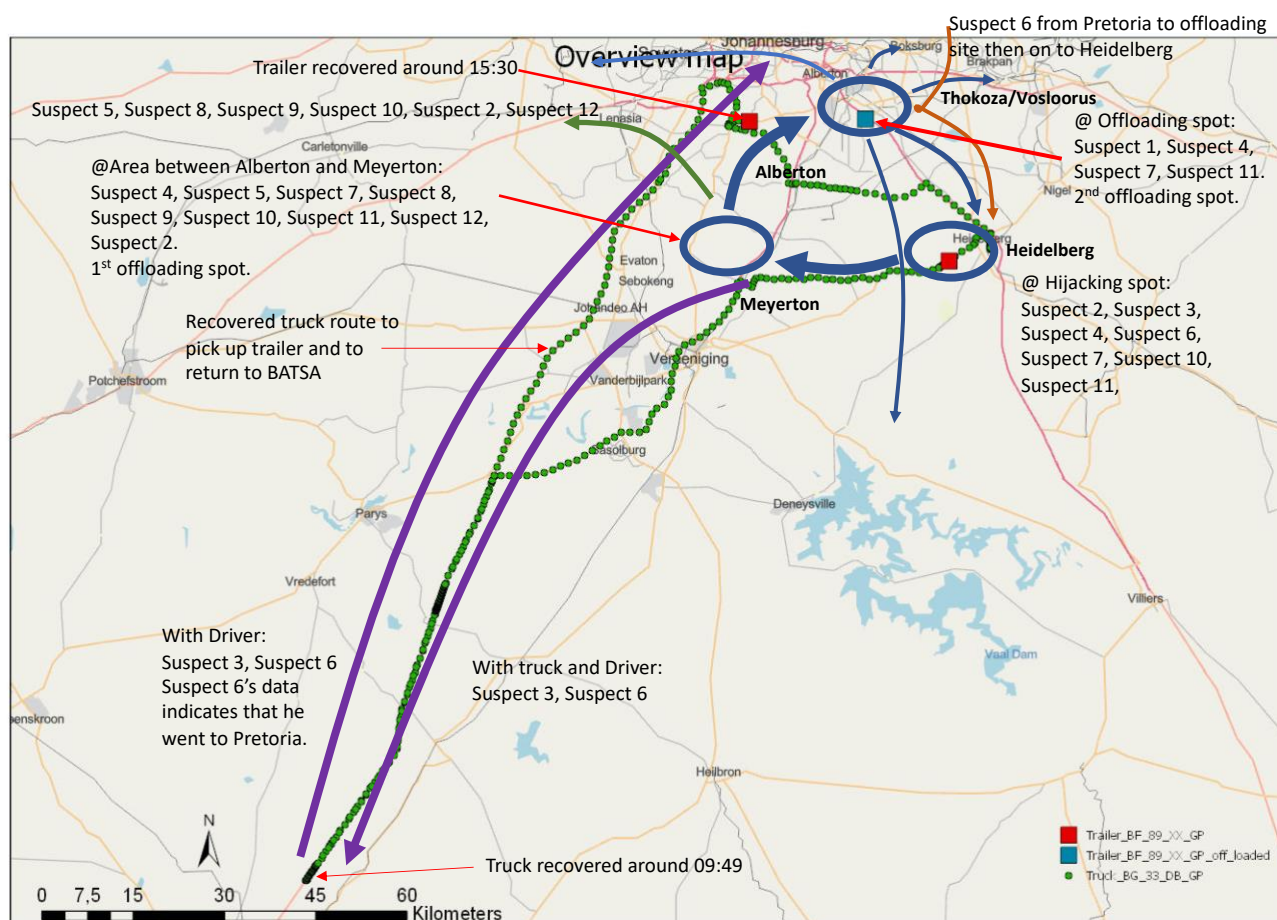 Suspect 6 from Pretoria to offloading
site then on to Heidelberg
Johannesburg
Overview map
Boksburg
Brakpan
Trailer recovered around 15:30
Alberton
Suspect 5, Suspect 8, Suspect 9, Suspect 10, Suspect 2, Suspect 12
Lenasia
Thokoza/Vosloorus
@ Offloading spot:
Suspect 1, Suspect 4,
Suspect 7, Suspect 11.
2nd offloading spot.
Carletonville
@Area between Alberton and Meyerton:
Suspect 4, Suspect 5, Suspect 7, Suspect 8,
Suspect 9, Suspect 10, Suspect 11, Suspect 12,
Suspect 2.
1st offloading spot.
Alberton
Nigel
Heidelberg
Heidelberg
Evaton
Sebokeng
@ Hijacking spot:
Suspect 2, Suspect 3,
Suspect 4, Suspect 6,
Suspect 7, Suspect 10,
Suspect 11,
Meyerton
Recovered truck route to
pick up trailer and to
return to BATSA
Vereeniging
Vanderbijlpark
Potchefstroom
Sasolburg
Deneysville
Parys
Vredefort
Villiers
Vaal Dam
With Driver:
Suspect 3, Suspect 6
Suspect 6’s data
indicates that he
went to Pretoria.
With truck and Driver:
Suspect 3, Suspect 6
Heilbron
N
Truck recovered around 09:49
Trailer_BF_89_XX_GP
Trailer_BF_89_XX_GP_off_loaded
Truck_BG_33_DB_GP
0 7,5 15 30 45 60
Kilometers